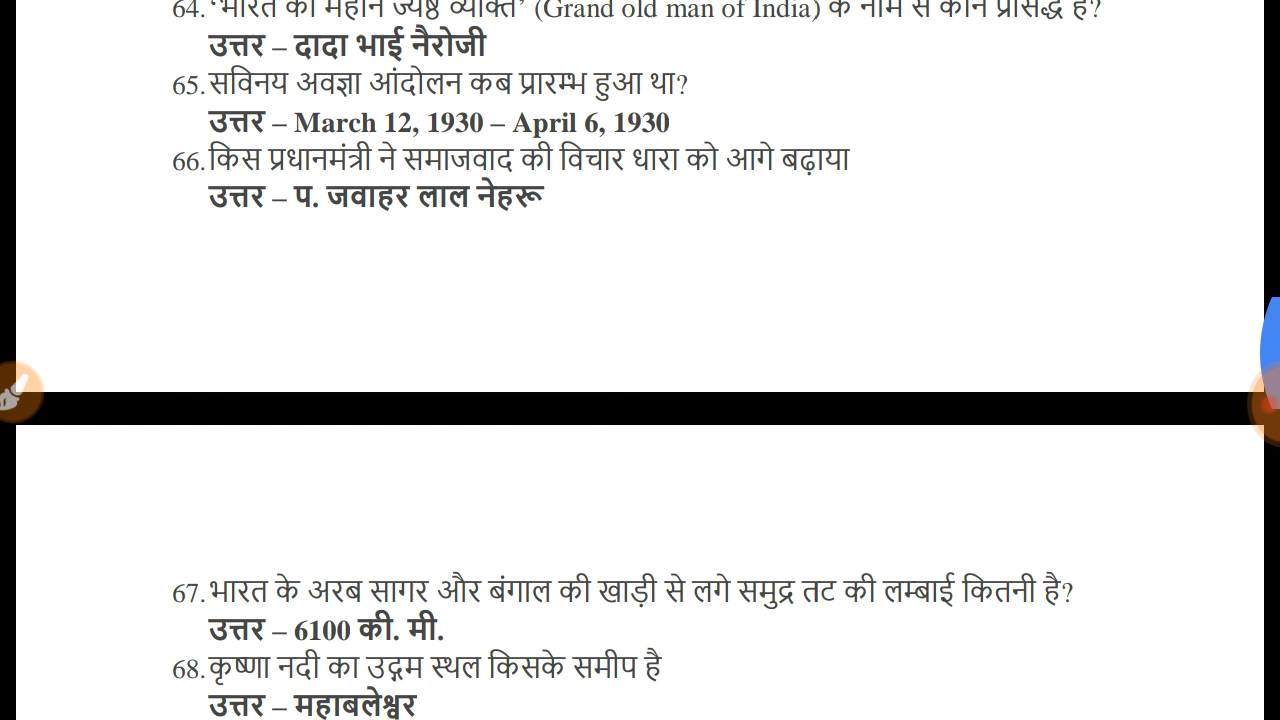 64. ‘भारत का महान ज्येष्ठ व्यक्ति’ (Grand old man of India) के नाम से कौन प्रसिद्ध है?
उत्तर – दादा भाई नैरोजी
65. सविनय अवज्ञा आंदोलन कब प्रारम्भ हुआ था?
उत्तर – March 12, 1930 – April 6, 1930
66. किस प्रधानमंत्री ने समाजवाद की विचार धारा को आगे बढ़ाया
उत्तर – प. जवाहर लाल नेहरू
67. भारत के अरब सागर और बंगाल की खाड़ी से लगे समुद्र तट की लम्बाई कितनी है?
उत्तर – 6100 की. मी.
68. कृष्णा नदी का उद्गम स्थल किसके समीप है
उत्तर – महाबलेश्वर